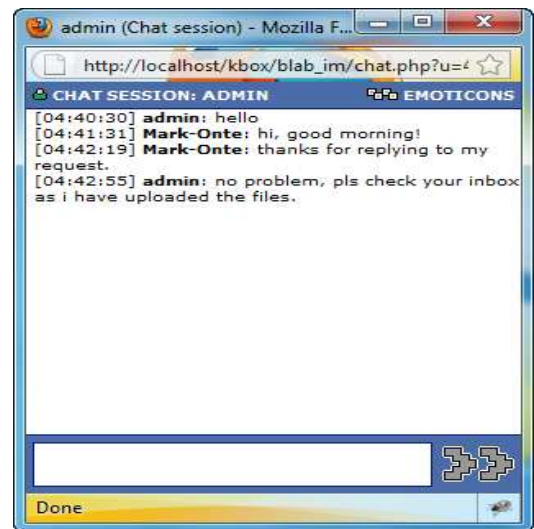 admin (Chat session) - Mozilla F...
http://localhost/kbox/blab_im/chat.php?u=4
CHAT SESSION: ADMIN EMOTICONS
[04:40:30] admin: hello
[04:41:31] Mark-Onte: hi, good morning!
[04:42:19] Mark-Onte: thanks for replying to my
request.
[04:42:55] admin: no problem, pls check your inbox
as i have uploaded the files.
Done